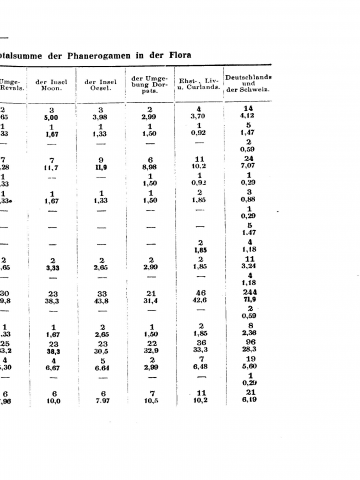 otalsumme der Phanerogamen in der Flora
Umge- der Insel der Insel der Umge- Ehst-, Liv- Deutschlands
Revals. Moon. Oesel. bung Dor- u. Curlands. und
pats. der Schweiz.
2 3 3 2 4 14
,65 5,00 3,98 2,99 3,70 4,12
1 1 1 1 1 5
,33 1,67 1,33 1,50 0,92 1,47
— — — — — 2
0,59
7 7 9 6 11 24
,28 11,7 11,9 8,98 10,2 7,07
1 — 1 1 1
,33 1,50 0,92 0,29
1 1 1 1 2 3
,33 1,67 1,33 1,50 1,85 0,88
— — — — — 1
0,29
— — — — — 5
1.47
— — — — 2 4
1,85 1,18
2 2 2 2 2 11
,65 3,33 2,65 2,99 1,85 3,24
— — — — — 4
1,18
30 23 33 21 46 244
9,8 38,3 43,8 31,4 42,6 71,9
— — — — — 2
0,59
1 1 2 1 2 8
,33 1,67 2,65 1,50 1,85 2,36
25 23 23 22 36 96
33,2 38,3 30,5 32,9 33,3 28,3
4 4 5 2 7 19
5,30 6,67 6.64 2,99 6,48 5,60
— — — — — 1
0,29
6 6 6 7 11 21
7,96 10,0 7.97 10,5 10,2 6,19